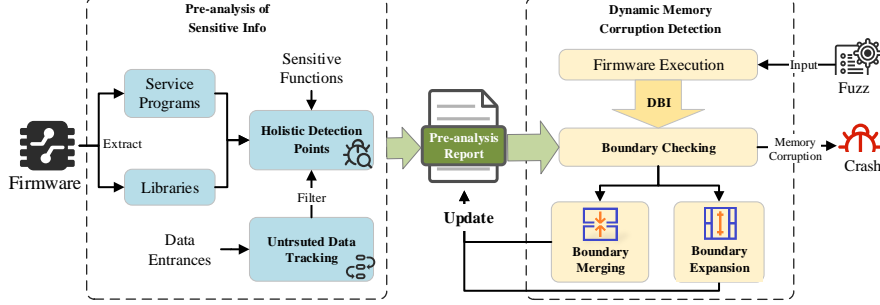 Pre-analysis of
Sensitive Info
Dynamic Memory
Corruption Detection
Service
Programs
Sensitive
Functions
Firmware Execution
Input
Fuzz
DBI
Extract
Holistic Detection
Points
Pre-analysis
Report
Boundary Checking
Memory
Corruption
Crash
Firmware
Libraries
Filter
Update
Data
Entrances
Untrsuted Data
Tracking
Boundary
Merging
Boundary
Expansion